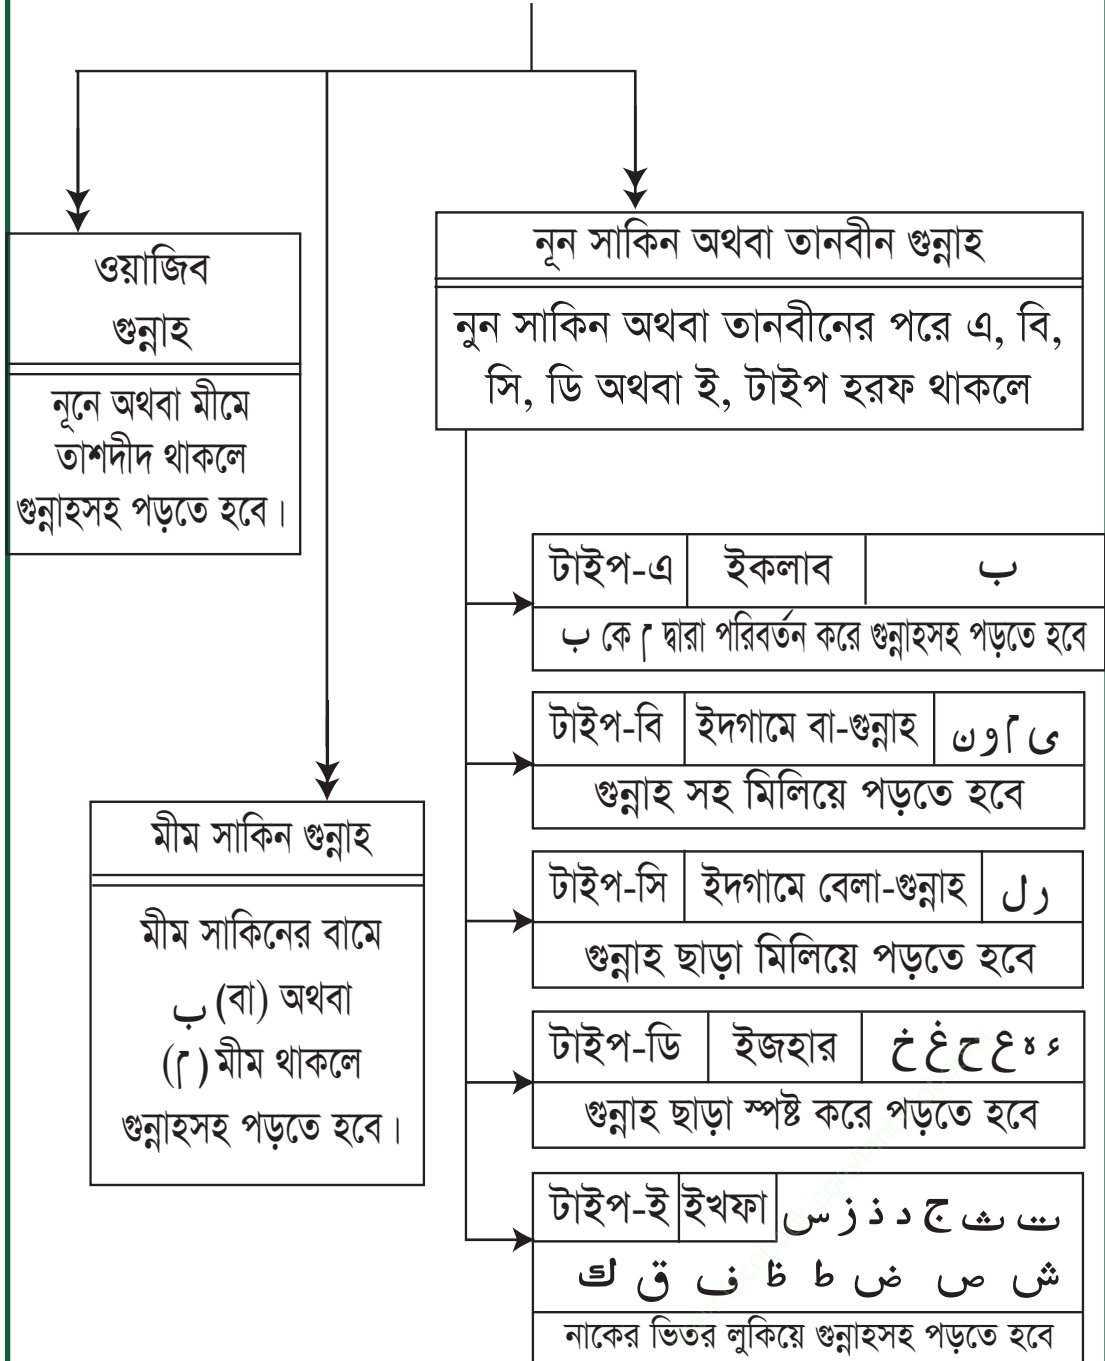 ওয়াজিব
গুন্নাহ
নূনে অথবা মীমে
তাশদীদ থাকলে
গুন্নাহসহ পড়তে হবে।
মীম সাকিন গুন্নাহ
মীম সাকিনের বামে
ب (বা) অথবা
(م) মীম থাকলে
গুন্নাহসহ পড়তে হবে।
নূন সাকিন অথবা তানবীন গুন্নাহ
নুন সাকিন অথবা তানবীনের পরে এ, বি,
সি, ডি অথবা ই, টাইপ হরফ থাকলে
টাইপ-এ ইকলাব ب
ب কে م দ্বারা পরিবর্তন করে গুন্নাহসহ পড়তে হবে
টাইপ-বি ইদগামে বা-গুন্নাহ ى م و ن
গুন্নাহ সহ মিলিয়ে পড়তে হবে
টাইপ-সি ইদগামে বেলা-গুন্নাহ ر ل
গুন্নাহ ছাড়া মিলিয়ে পড়তে হবে
টাইপ-ডি ইজহার ء ه ع ح غ خ
গুন্নাহ ছাড়া স্পষ্ট করে পড়তে হবে
টাইপ-ই ইখফা ت ث ج د ذ ز س
ش ص ض ط ظ ف ق ك
নাকের ভিতর লুকিয়ে গুন্নাহসহ পড়তে হবে